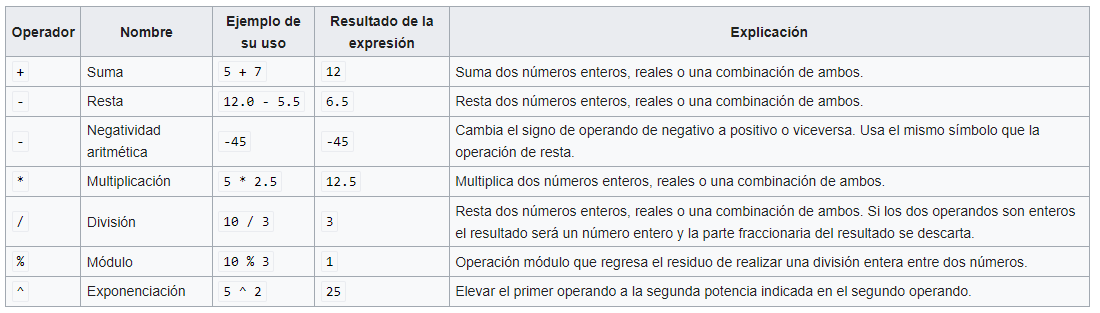 Operador Nombre Ejemplo de su uso Resultado de la expresión Explicación
+ Suma 5 + 7 12 Suma dos números enteros, reales o una combinación de ambos.
- Resta 12.0 - 5.5 6.5 Resta dos números enteros, reales o una combinación de ambos.
- Negatividad aritmética -45 -45 Cambia el signo de operando de negativo a positivo o viceversa. Usa el mismo símbolo que la
operación de resta.
* Multiplicación 5 * 2.5 12.5 Multiplica dos números enteros, reales o una combinación de ambos.
/ División 10 / 3 3 Resta dos números enteros, reales o una combinación de ambos. Si los dos operandos son enteros
el resultado será un número entero y la parte fraccionaria del resultado se descarta.
% Módulo 10 % 3 1 Operación módulo que regresa el residuo de realizar una división entera entre dos números.
^ Exponenciación 5 ^ 2 25 Elevar el primer operando a la segunda potencia indicada en el segundo operando.